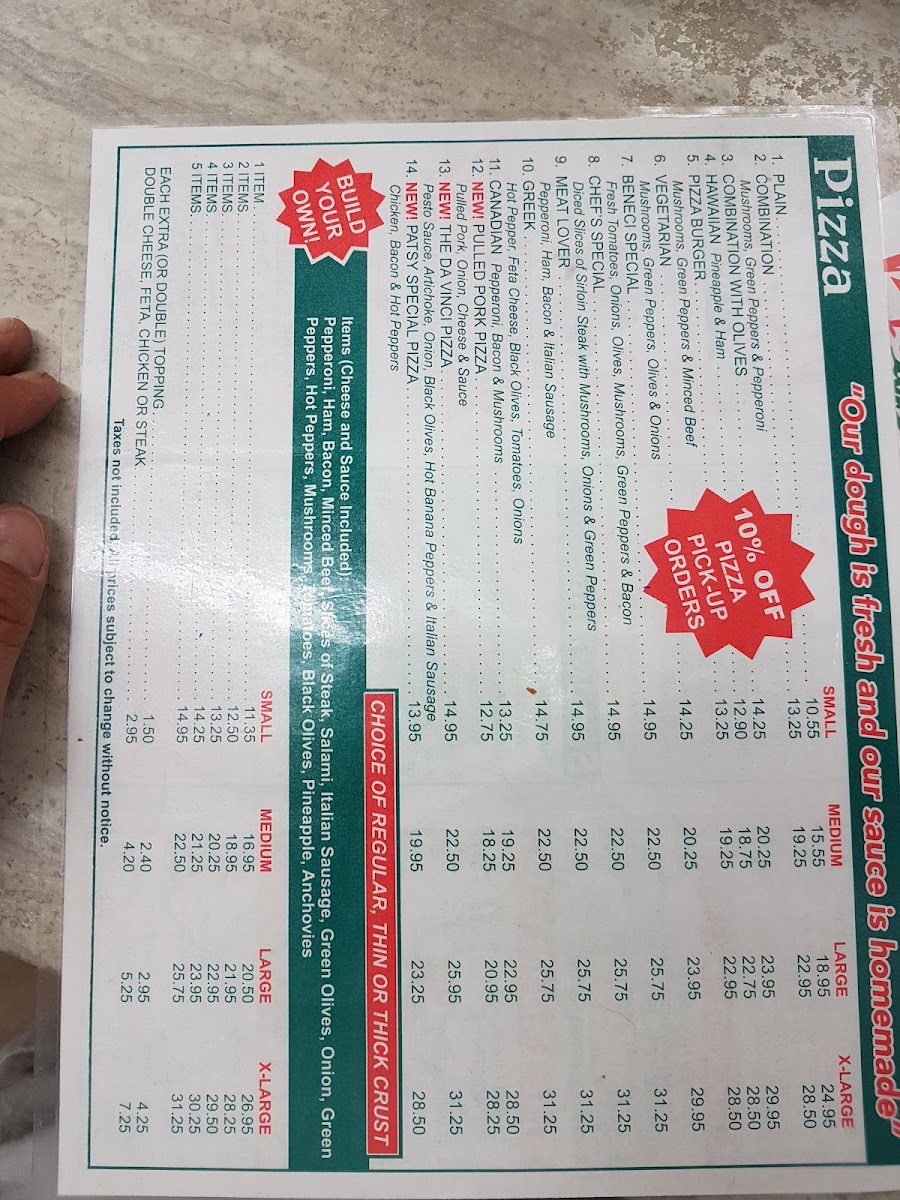 Pizza "Our dough is fresh and our sauce is homemade"
SMALL MEDIUM LARGE X-LARGE
1. PLAIN 10.55 15.55 18.95 24.95
2. COMBINATION 13.25 19.25 22.95 28.50
Mushrooms, Green Peppers & Pepperoni
3. COMBINATION WITH OLIVES 14.25 20.25 23.95 29.95
4. HAWAIIAN Pineapple & Ham 12.90 18.75 22.75 28.50
5. PIZZA BURGER 13.25 19.25 22.95 28.50
Mushrooms, Green Peppers & Minced Beef
6. VEGETARIAN 14.25 20.25 23.95 29.95
Mushrooms, Green Peppers, Olives & Onions
7. BENECI SPECIAL 14.95 22.50 25.75 31.25
Fresh Tomatoes, Onions, Olives, Mushrooms, Green Peppers & Bacon
8. CHEF'S SPECIAL 14.95 22.50 25.75 31.25
Diced Slices of Sirloin Steak with Mushrooms, Onions & Green Peppers
9. MEAT LOVER 14.95 22.50 25.75 31.25
Pepperoni, Ham, Bacon & Italian Sausage
10. GREEK 14.75 22.50 25.75 31.25
Hot Pepper, Feta Cheese, Black Olives, Tomatoes, Onions
11. CANADIAN Pepperoni, Bacon & Mushrooms 13.25 19.25 22.95 28.50
12. NEW! PULLED PORK PIZZA 12.75 18.25 20.95 28.25
Pulled Pork, Onion, Cheese & Sauce
13. NEW! THE DA VINCI PIZZA 14.95 22.50 25.95 31.25
Pesto Sauce, Artichoke, Onion, Black Olives, Hot Banana Peppers & Italian Sausage
14. NEW! PATSY SPECIAL PIZZA 13.95 19.95 23.25 28.50
Chicken, Bacon & Hot Peppers
10% OFF
PIZZA
PICK-UP
ORDERS
CHOICE OF REGULAR, THIN OR THICK CRUST
BUILD
YOUR
OWN!
Items (Cheese and Sauce Included):
Pepperoni, Ham, Bacon, Minced Beef, Slices of Steak, Salami, Italian Sausage, Green Olives, Onion, Green
Peppers, Hot Peppers, Mushrooms, Tomatoes, Black Olives, Pineapple, Anchovies
SMALL MEDIUM LARGE X-LARGE
1 ITEM 11.35 16.95 20.50 26.95
2 ITEMS 12.50 18.95 21.95 28.25
3 ITEMS 13.25 20.25 22.95 29.50
4 ITEMS 14.25 21.25 23.95 30.25
5 ITEMS 14.95 22.50 25.75 31.25
EACH EXTRA (OR DOUBLE) TOPPING 1.50 2.40 2.95 4.25
DOUBLE CHEESE, FETA, CHICKEN OR STEAK 2.95 4.20 5.25 7.25
Taxes not included. All prices subject to change without notice.